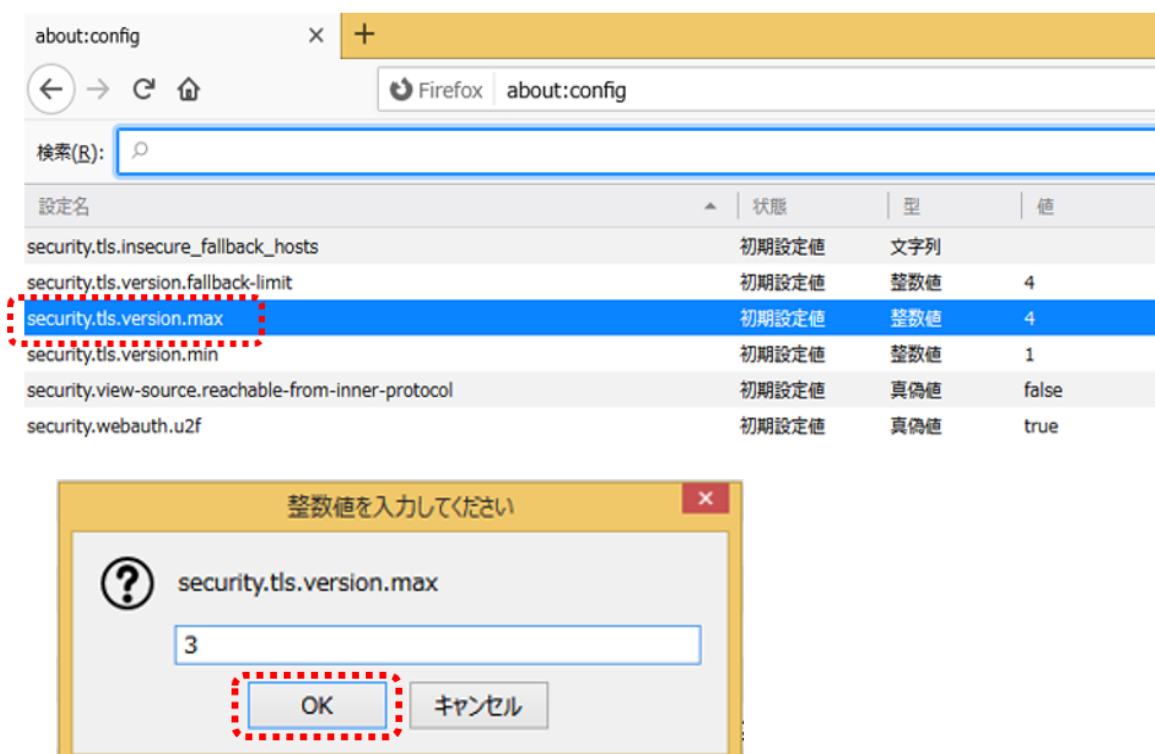 about:config
Firefox about:config
検索(R):
設定名 状態 型 値
security.tls.insecure_fallback_hosts 初期設定値 文字列
security.tls.version.fallback-limit 初期設定値 整数値 4
security.tls.version.max 初期設定値 整数値 4
security.tls.version.min 初期設定値 整数値 1
security.view-source.reachable-from-inner-protocol 初期設定値 真偽値 false
security.webauth.u2f 初期設定値 真偽値 true
整数値を入力してください
security.tls.version.max
3
OK キャンセル